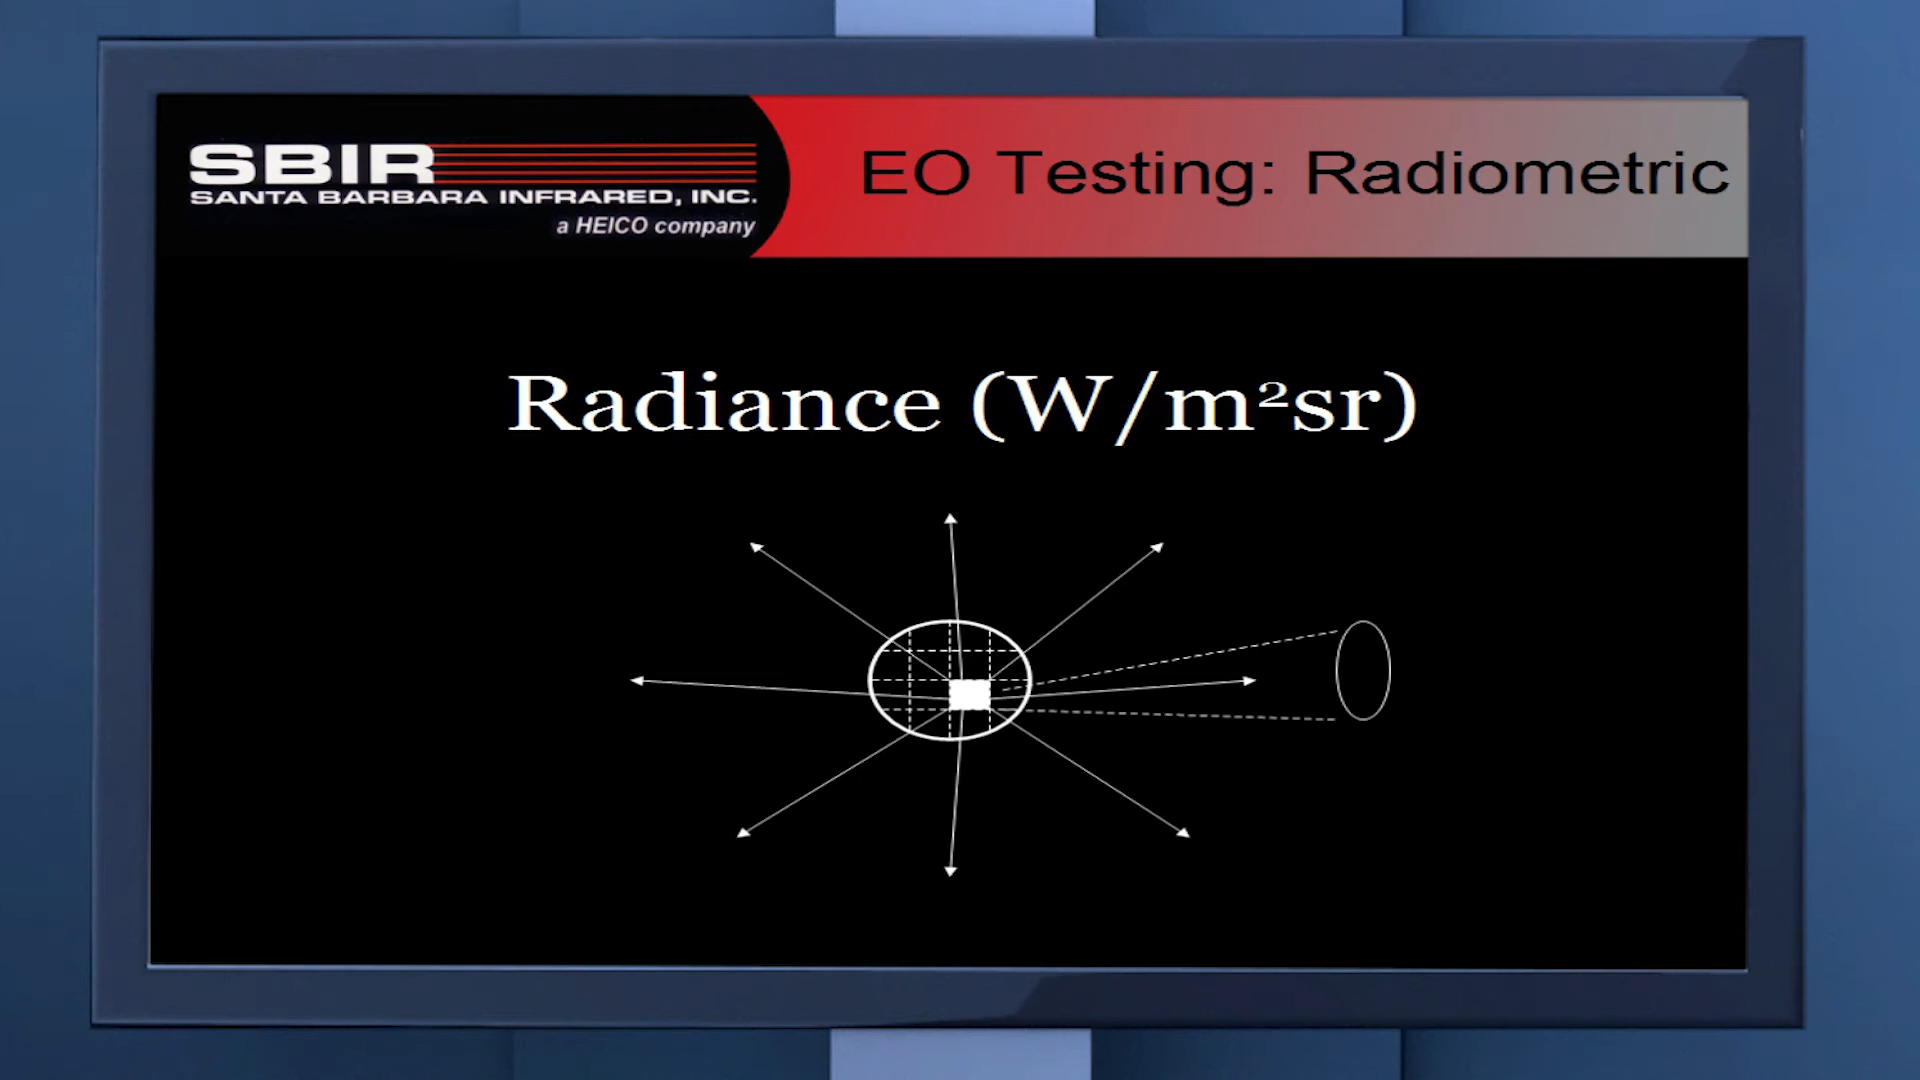 SBIR
SANTA BARBARA INFRARED, INC.
a HEICO company
EO Testing: Radiometric
Radiance (W/m²sr)